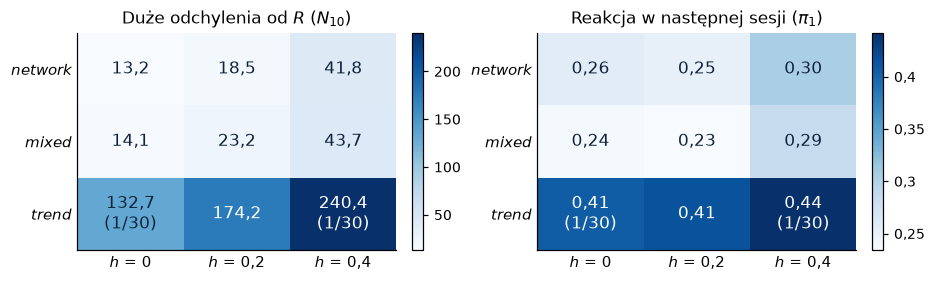 Duże odchylenia od R (N₁₀)
network 13,2 18,5 41,8
mixed 14,1 23,2 43,7
trend 132,7 (1/30) 174,2 240,4 (1/30)
h = 0 h = 0,2 h = 0,4
200
150
100
50
Reakcja w następnej sesji (π₁)
network 0,26 0,25 0,30
mixed 0,24 0,23 0,29
trend 0,41 (1/30) 0,41 0,44 (1/30)
h = 0 h = 0,2 h = 0,4
0,4
0,35
0,3
0,25